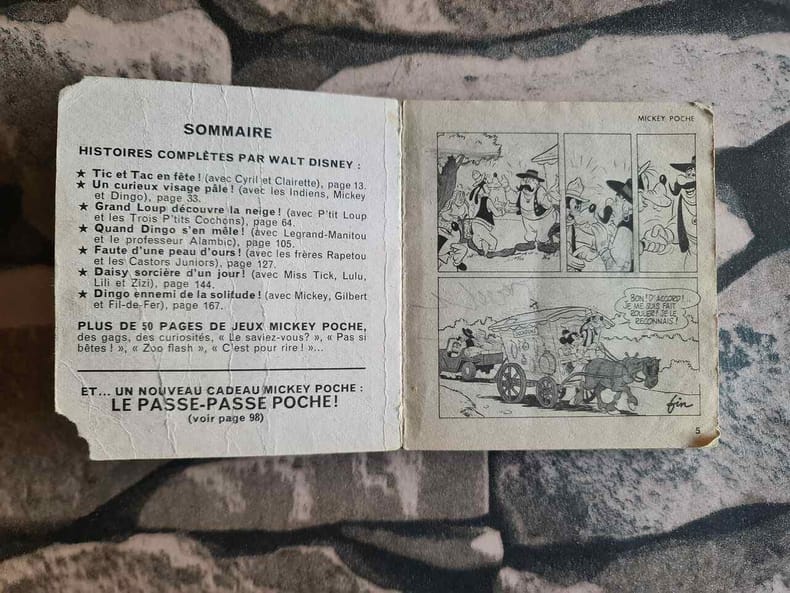 SOMMAIRE
HISTOIRES COMPLÈTES PAR WALT DISNEY :
★ Tic et Tac en fête ! (avec Cyril et Clairette), page 13.
★ Un curieux visage pâle ! (avec les Indiens, Mickey
et Dingo), page 33.
★ Grand Loup découvre la neige ! (avec P'tit Loup
et les Trois P'tits Cochons), page 64.
★ Quand Dingo s'en mêle ! (avec Legrand-Manitou
et le professeur Alambic), page 105.
★ Faute d'une peau d'ours ! (avec les frères Rapetou
et les Castors Juniors), page 127.
★ Daisy sorcière d'un jour ! (avec Miss Tick, Lulu,
Lili et Zizi), page 144.
★ Dingo ennemi de la solitude ! (avec Mickey, Gilbert
et Fil-de-Fer), page 167.
PLUS DE 50 PAGES DE JEUX MICKEY POCHE,
des gags, des curiosités, « Le saviez-vous? », « Pas si
bêtes ! », « Zoo flash », « C'est pour rire ! »...
ET... UN NOUVEAU CADEAU MICKEY POCHE :
LE PASSE-PASSE POCHE!
(voir page 98)
MICKEY POCHE
BON! D'ACCORD!
JE ME SUIS FAIT
ROULER! JE LE
RECONNAIS!
fin
5